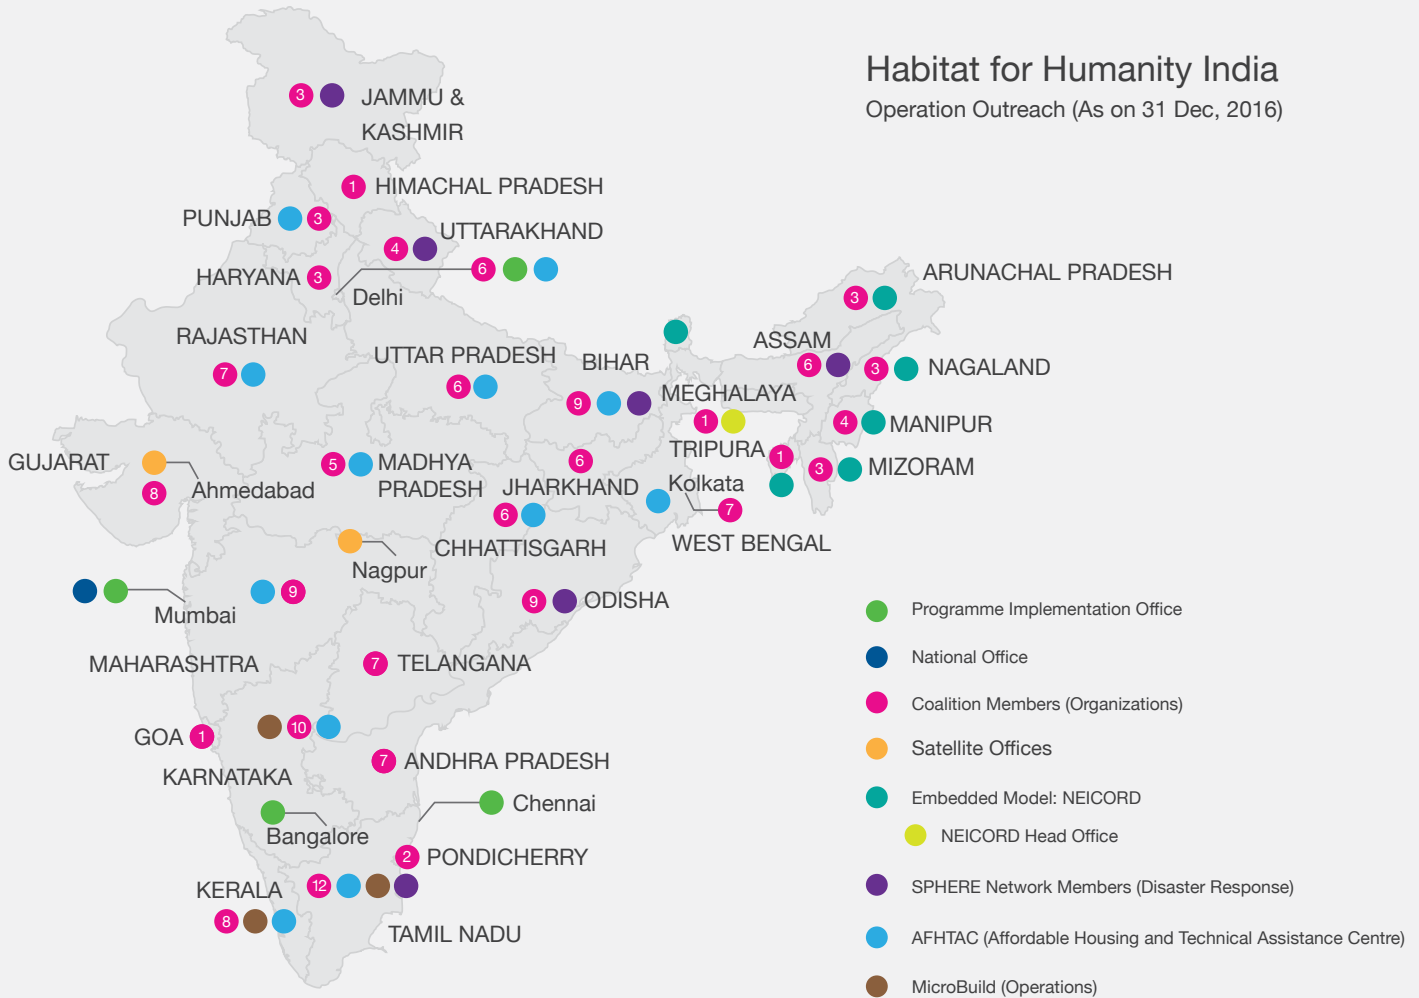 Habitat for Humanity India
Operation Outreach (As on 31 Dec, 2016)
3 JAMMU &
KASHMIR
1 HIMACHAL PRADESH
PUNJAB 3
UTTARAKHAND
4
6
HARYANA 3
Delhi
ARUNACHAL PRADESH
3
RAJASTHAN
7
UTTAR PRADESH
6
BIHAR
9
ASSAM
6
3 NAGALAND
MEGHALAYA
1
4 MANIPUR
TRIPURA
1
3 MIZORAM
GUJARAT
8
Ahmedabad
5 MADHYA
PRADESH
6
JHARKHAND
Kolkata
7
WEST BENGAL
6
CHHATTISGARH
Nagpur
Mumbai
9
MAHARASHTRA
9 ODISHA
7 TELANGANA
GOA 1
10
KARNATAKA
7 ANDHRA PRADESH
Chennai
Bangalore
2 PONDICHERRY
KERALA
8
12
TAMIL NADU
Programme Implementation Office
National Office
Coalition Members (Organizations)
Satellite Offices
Embedded Model: NEICORD
NEICORD Head Office
SPHERE Network Members (Disaster Response)
AFHTAC (Affordable Housing and Technical Assistance Centre)
MicroBuild (Operations)